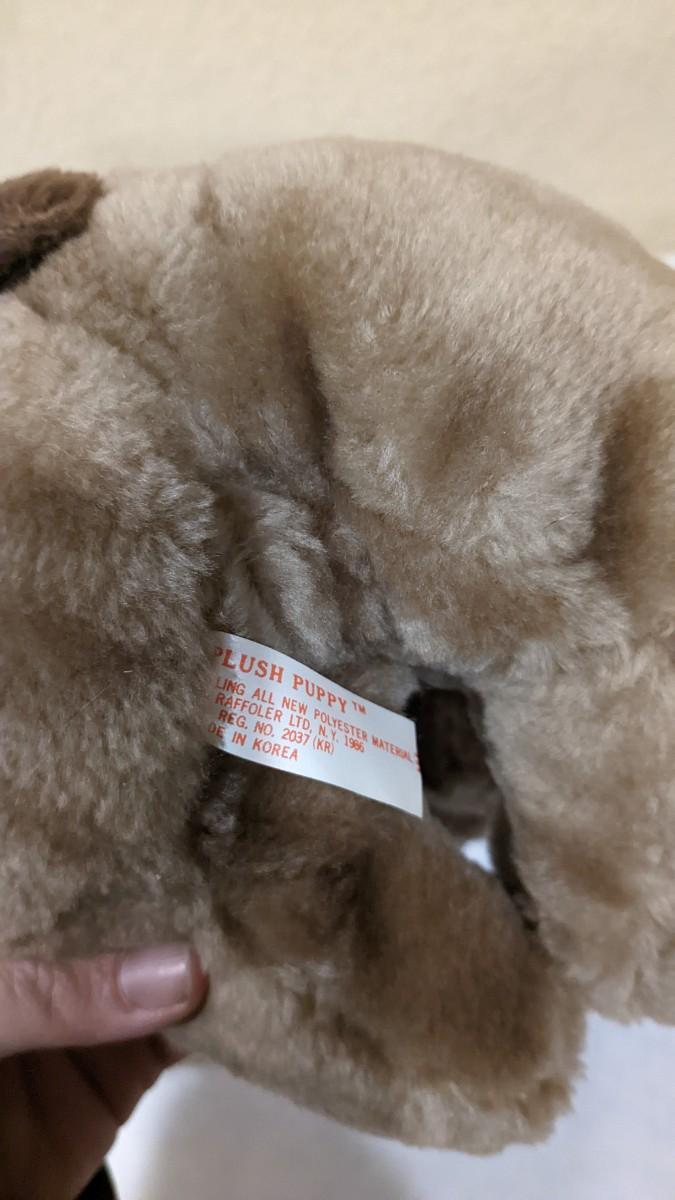 PLUSH PUPPY™
LING ALL NEW POLYESTER MATERIAL
RAFFOLER LTD, N.Y. 1986
REG. NO. 2037 (KR)
DE IN KOREA